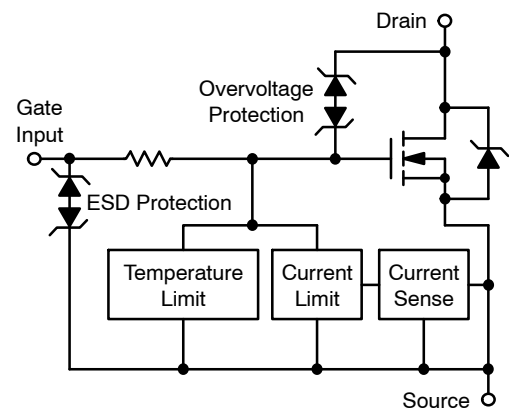 Drain
Overvoltage
Protection
Gate
Input
ESD Protection
Temperature
Limit
Current
Limit
Current
Sense
Source